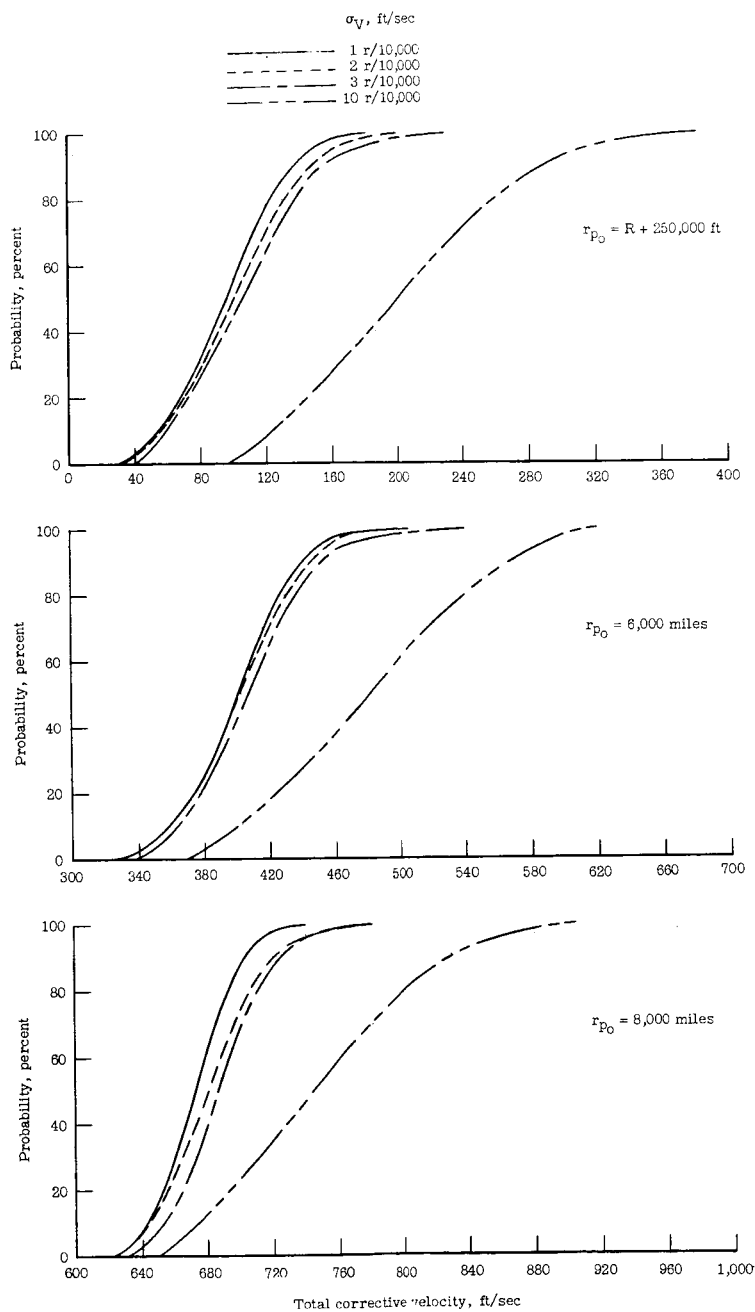 σV, ft/sec
1 r/10,000
2 r/10,000
3 r/10,000
10 r/10,000
100
80
60
40
20
0
Probability, percent
rpo = R + 250,000 ft
0 40 80 120 160 200 240 280 320 360 400
100
80
60
40
20
0
Probability, percent
rpo = 6,000 miles
300 340 380 420 460 500 540 580 620 660 700
100
80
60
40
20
0
Probability, percent
rpo = 8,000 miles
600 640 680 720 760 800 840 880 920 960 1,000
Total corrective velocity, ft/sec